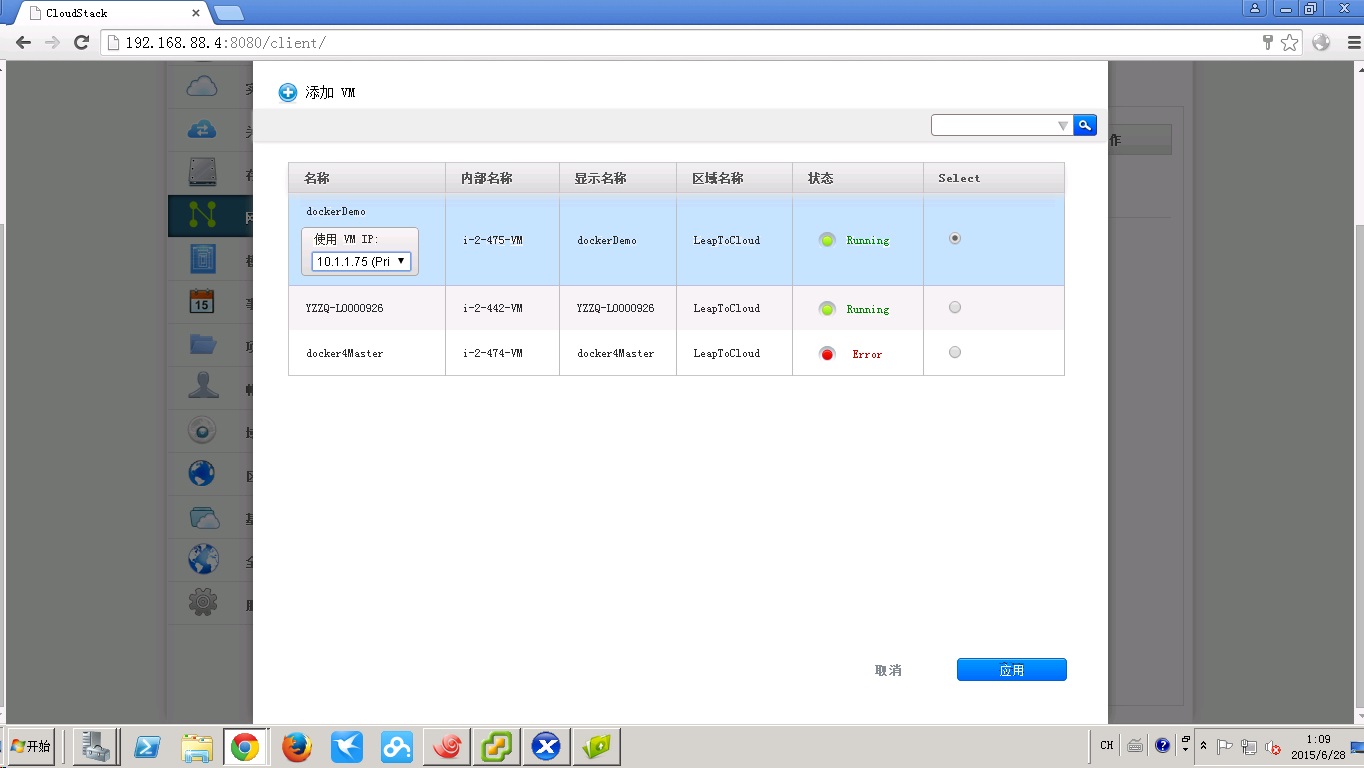 CloudStack
192.168.88.4:8080/client/
添加 VM
作
名称 内部名称 显示名称 区域名称 状态 Select
dockerDemo
使用 VM IP:
10.1.1.75 (Pri
i-2-475-VM dockerDemo LeapToCloud Running
YZZQ-L0000926 i-2-442-VM YZZQ-L0000926 LeapToCloud Running
docker4Master i-2-474-VM docker4Master LeapToCloud Error
15
取消 应用
开始
CH
1:09
2015/6/28